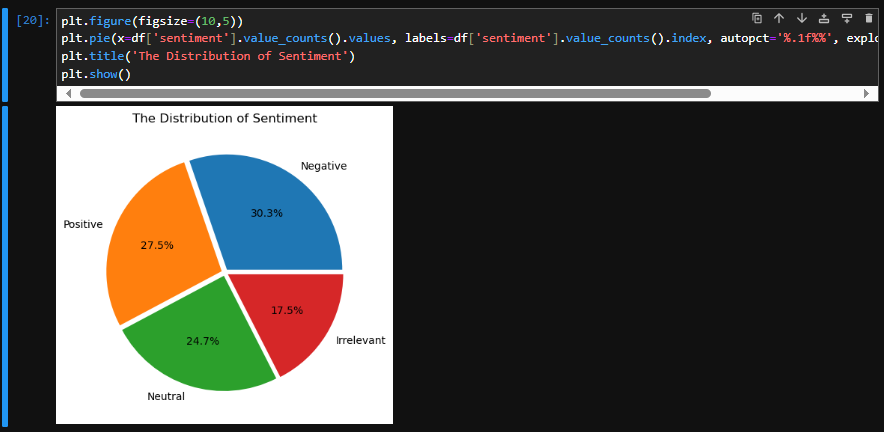 [20]:
plt.figure(figsize=(10,5))
plt.pie(x=df['sentiment'].value_counts().values, labels=df['sentiment'].value_counts().index, autopct='%.1f%%', explo
plt.title('The Distribution of Sentiment')
plt.show()
The Distribution of Sentiment
Negative
30.3%
Positive
27.5%
17.5%
Irrelevant
24.7%
Neutral